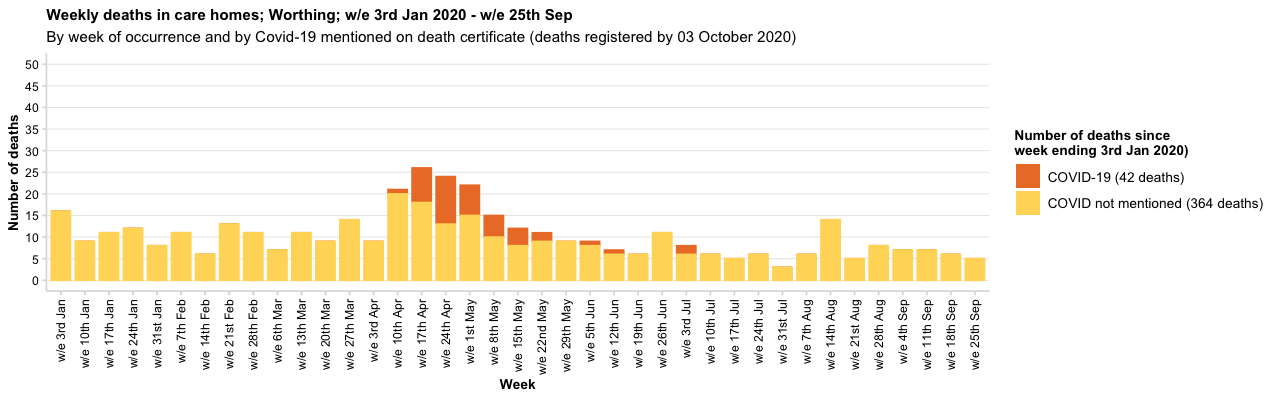 Weekly deaths in care homes; Worthing; w/e 3rd Jan 2020 - w/e 25th Sep
By week of occurrence and by Covid-19 mentioned on death certificate (deaths registered by 03 October 2020)
Number of deaths
50
45
40
35
30
25
20
15
10
5
0
w/e 3rd Jan
w/e 10th Jan
w/e 17th Jan
w/e 24th Jan
w/e 31st Jan
w/e 7th Feb
w/e 14th Feb
w/e 21st Feb
w/e 28th Feb
w/e 6th Mar
w/e 13th Mar
w/e 20th Mar
w/e 27th Mar
w/e 3rd Apr
w/e 10th Apr
w/e 17th Apr
w/e 24th Apr
w/e 1st May
w/e 8th May
w/e 15th May
w/e 22nd May
w/e 29th May
w/e 5th Jun
w/e 12th Jun
w/e 19th Jun
w/e 26th Jun
w/e 3rd Jul
w/e 10th Jul
w/e 17th Jul
w/e 24th Jul
w/e 31st Jul
w/e 7th Aug
w/e 14th Aug
w/e 21st Aug
w/e 28th Aug
w/e 4th Sep
w/e 11th Sep
w/e 18th Sep
w/e 25th Sep
Week
Number of deaths since
week ending 3rd Jan 2020)
COVID-19 (42 deaths)
COVID not mentioned (364 deaths)